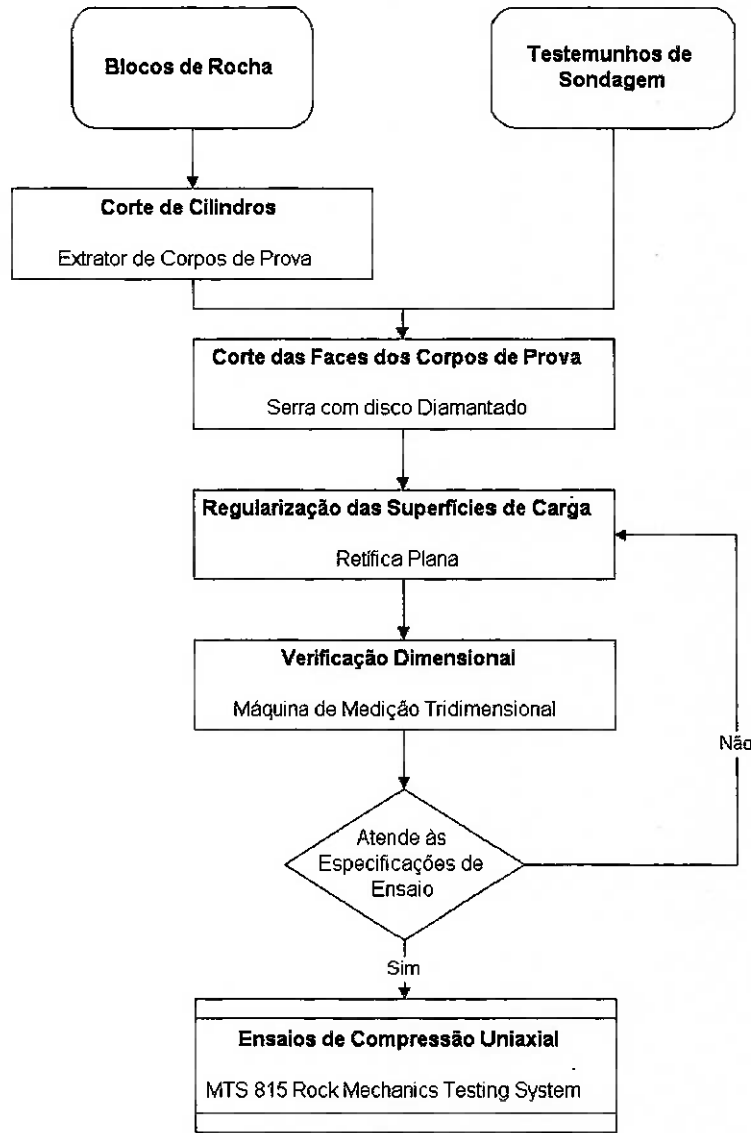 Blocos de Rocha
Testemunhos de
Sondagem
Corte de Cilindros
Extrator de Corpos de Prova
Corte das Faces dos Corpos de Prova
Serra com disco Diamantado
Regularização das Superfícies de Carga
Retífica Plana
Verificação Dimensional
Máquina de Medição Tridimensional
Não
Atende às
Especificações de
Ensaio
Sim
Ensaios de Compressão Uniaxial
MTS 815 Rock Mechanics Testing System